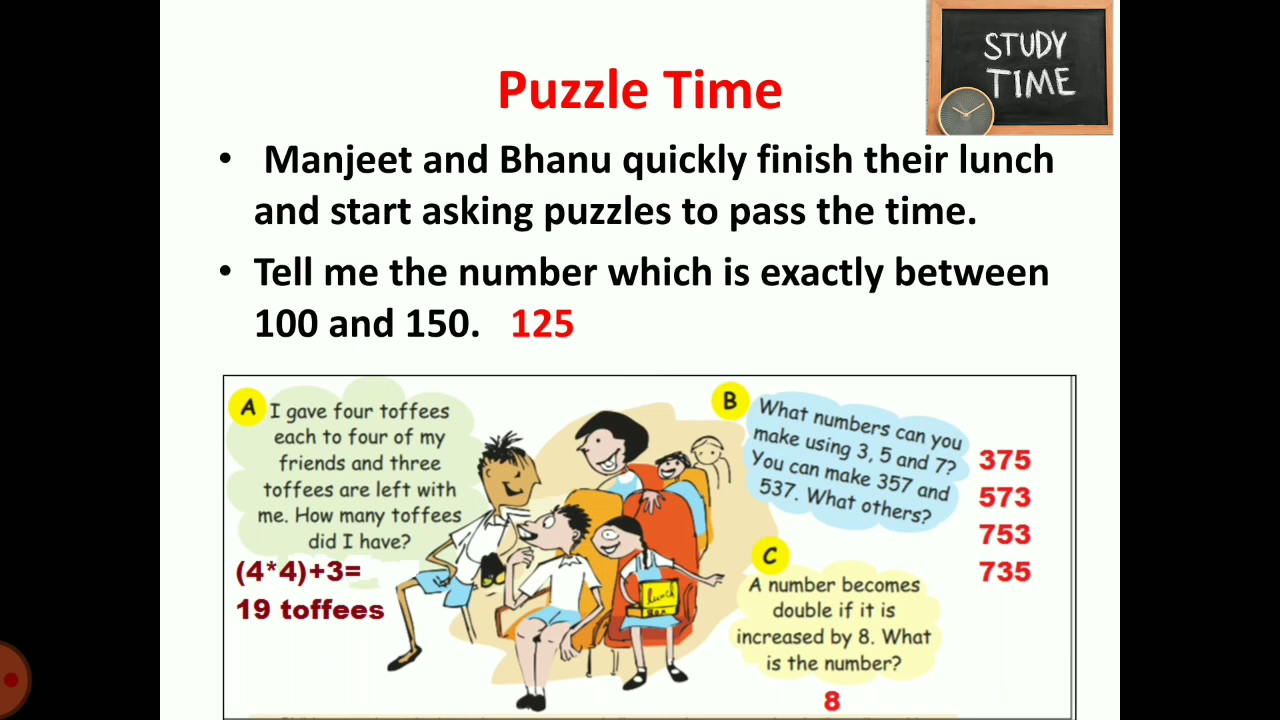 STUDY
TIME
Puzzle Time
• Manjeet and Bhanu quickly finish their lunch
and start asking puzzles to pass the time.
• Tell me the number which is exactly between
100 and 150. 125
A
I gave four toffees
each to four of my
friends and three
toffees are left with
me. How many toffees
did I have?
(4*4)+3=
19 toffees
B
What numbers can you
make using 3, 5 and 7?
You can make 357 and
537. What others?
375
573
753
735
lunch
C
A number becomes
double if it is
increased by 8. What
is the number?
8